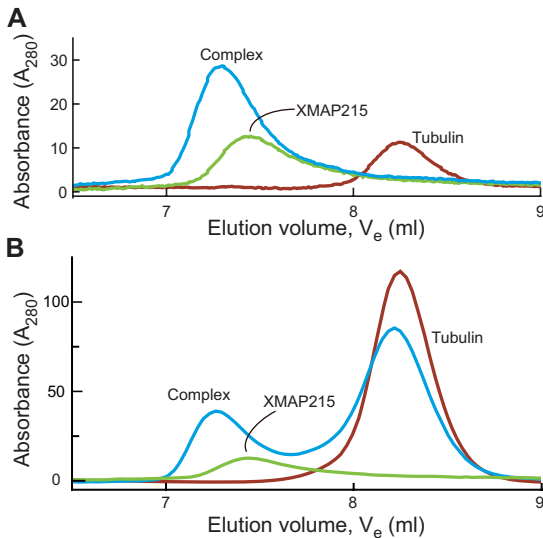 A
Absorbance (A280)
30
20
10
0
Complex
XMAP215
Tubulin
7
8
9
Elution volume, Ve (ml)
B
Absorbance (A280)
100
50
0
Complex
XMAP215
Tubulin
7
8
9
Elution volume, Ve (ml)